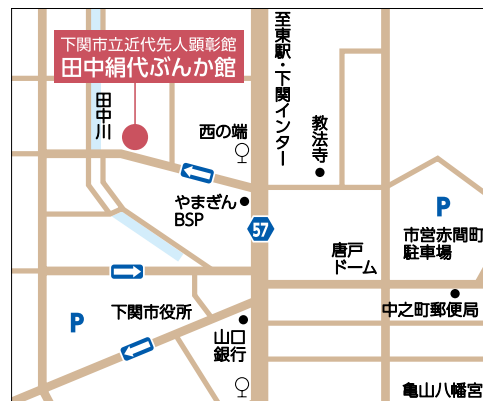 下関市立近代先人顕彰館
田中絹代ぶんか館
至東駅・下関インター
田中川
西の端
教法寺
やまぎん
BSP
57
P
市営赤間町
駐車場
唐戸
ドーム
中之町郵便局
下関市役所
P
山口
銀行
亀山八幡宮